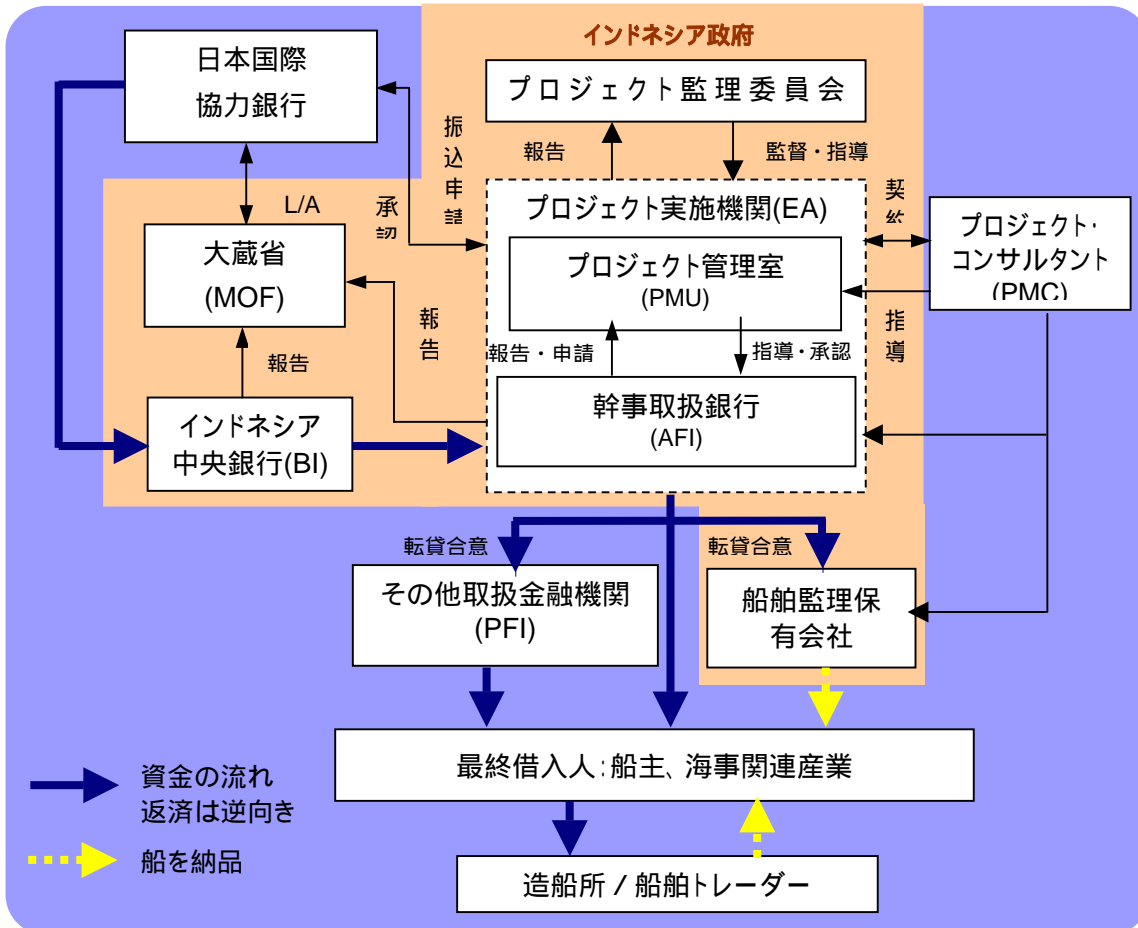 インドネシア政府
日本国際
協力銀行
プロジェクト監理委員会
振込申請
報告
監督・指導
L/A
承認
プロジェクト実施機関(EA)
契約
大蔵省
(MOF)
プロジェクト管理室
(PMU)
プロジェクト・
コンサルタント
(PMC)
報告
報告
報告・申請
指導・承認
指導
インドネシア
中央銀行(BI)
幹事取扱銀行
(AFI)
転貸合意
転貸合意
その他取扱金融機関
(PFI)
船舶監理保
有会社
最終借入人:船主、海事関連産業
資金の流れ
返済は逆向き
船を納品
造船所 / 船舶トレーダー